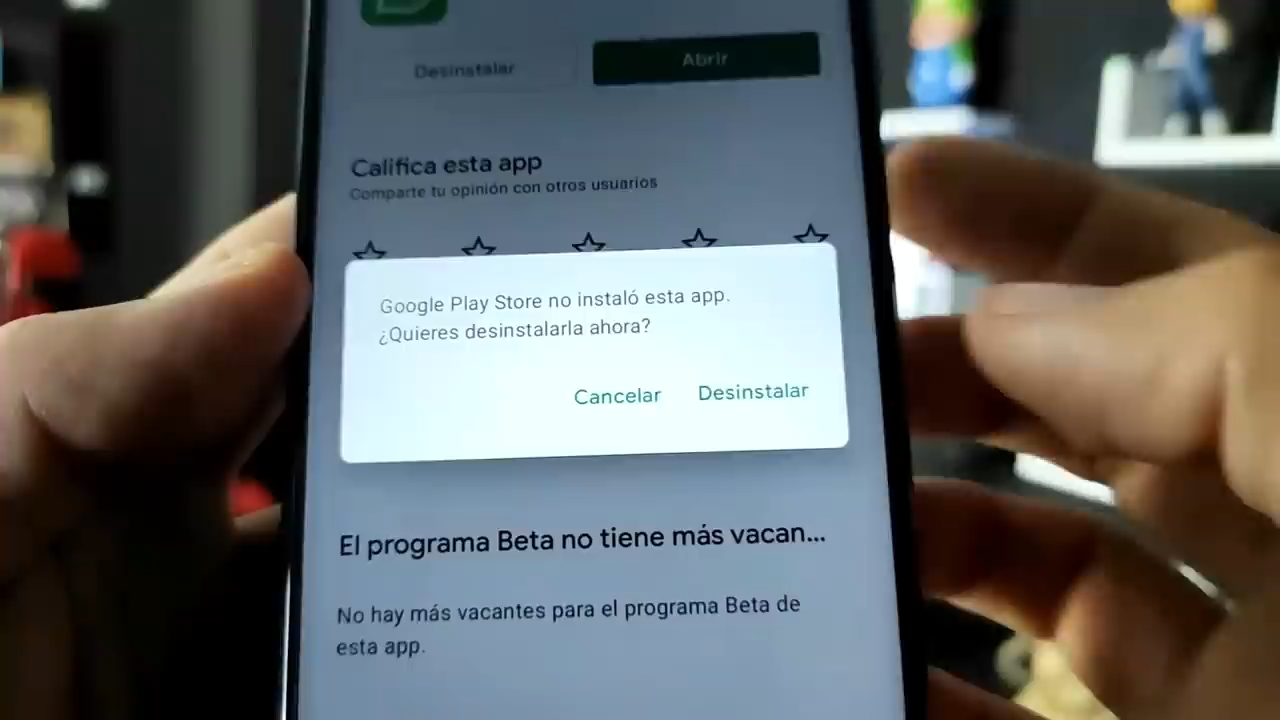 Desinstalar
Abrir
Califica esta app
Comparte tu opinión con otros usuarios
Google Play Store no instaló esta app.
¿Quieres desinstalarla ahora?
Cancelar
Desinstalar
El programa Beta no tiene más vacan...
No hay más vacantes para el programa Beta de
esta app.